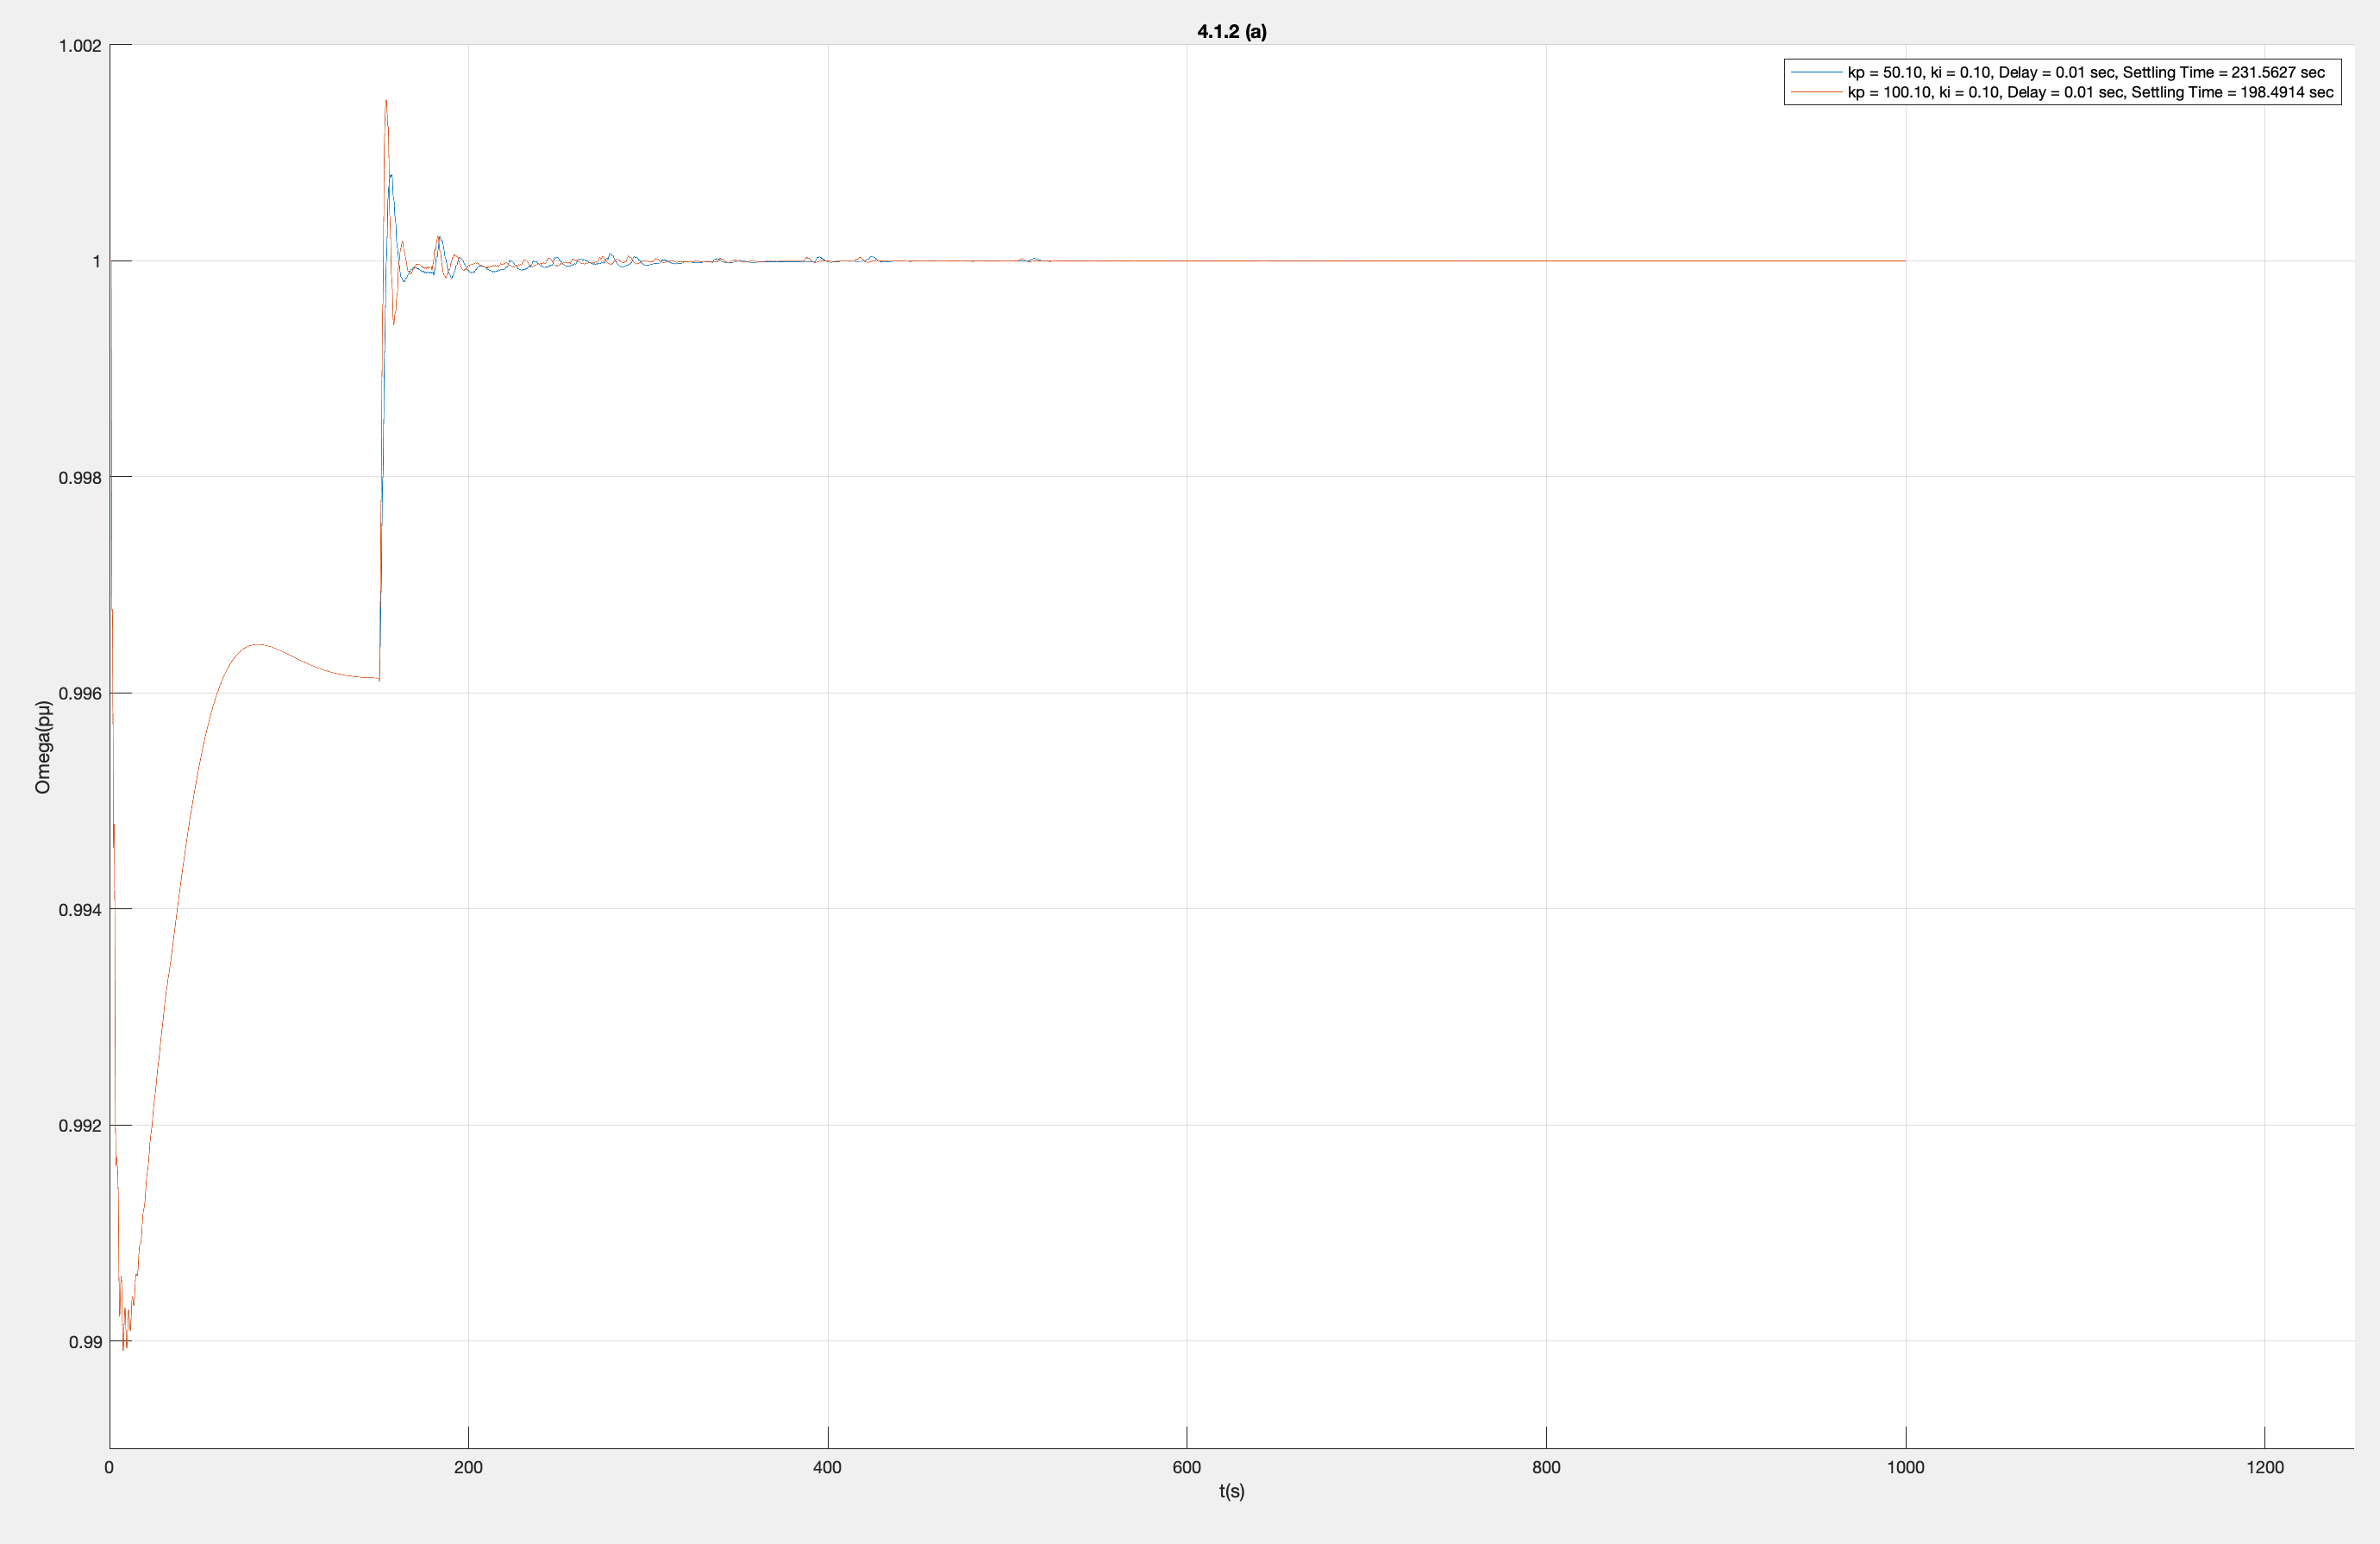 4.1.2 (a)
kp = 50.10, ki = 0.10, Delay = 0.01 sec, Settling Time = 231.5627 sec
kp = 100.10, ki = 0.10, Delay = 0.01 sec, Settling Time = 198.4914 sec
1.002
1
0.998
0.996
0.994
0.992
0.99
Omega(pμ)
0 200 400 600 800 1000 1200
t(s)